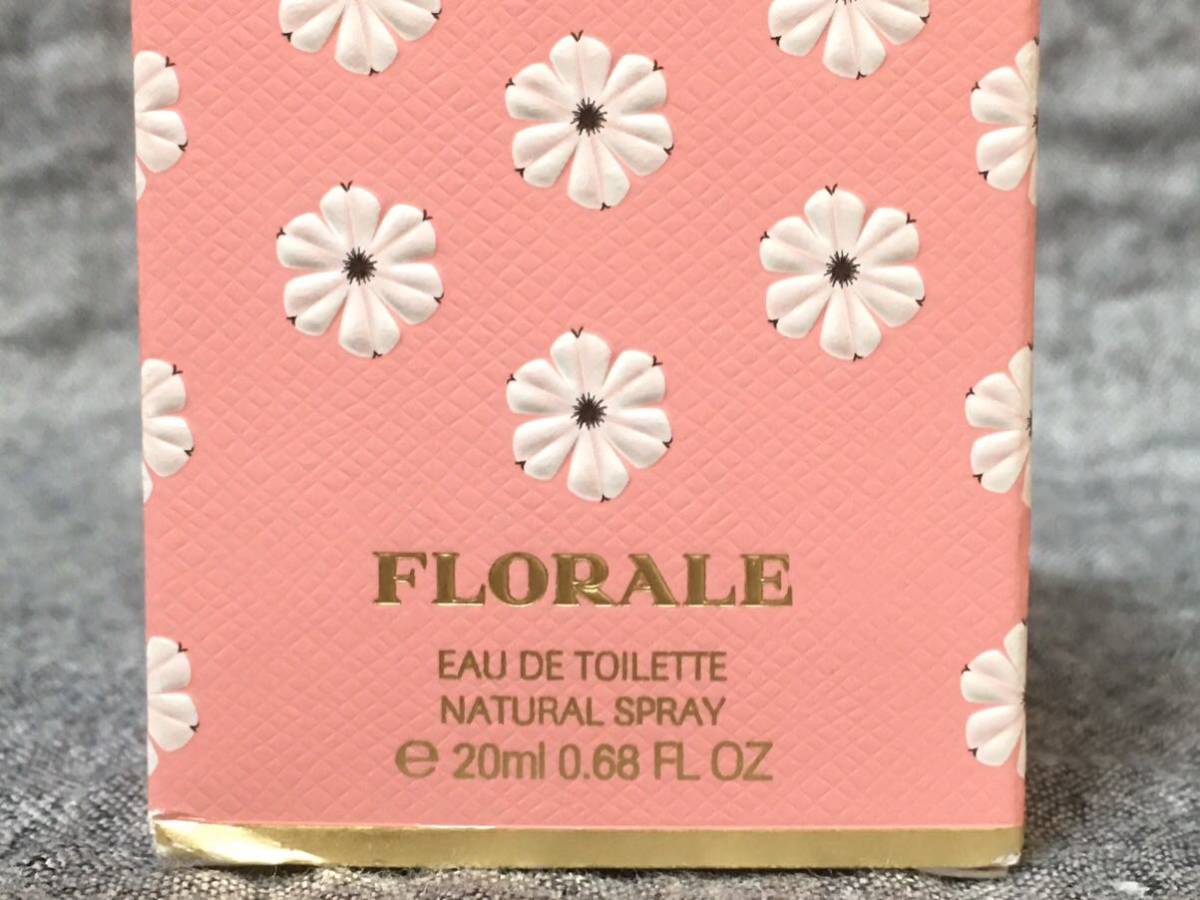 FLORALE
EAU DE TOILETTE
NATURAL SPRAY
℮ 20ml 0.68 FL OZ